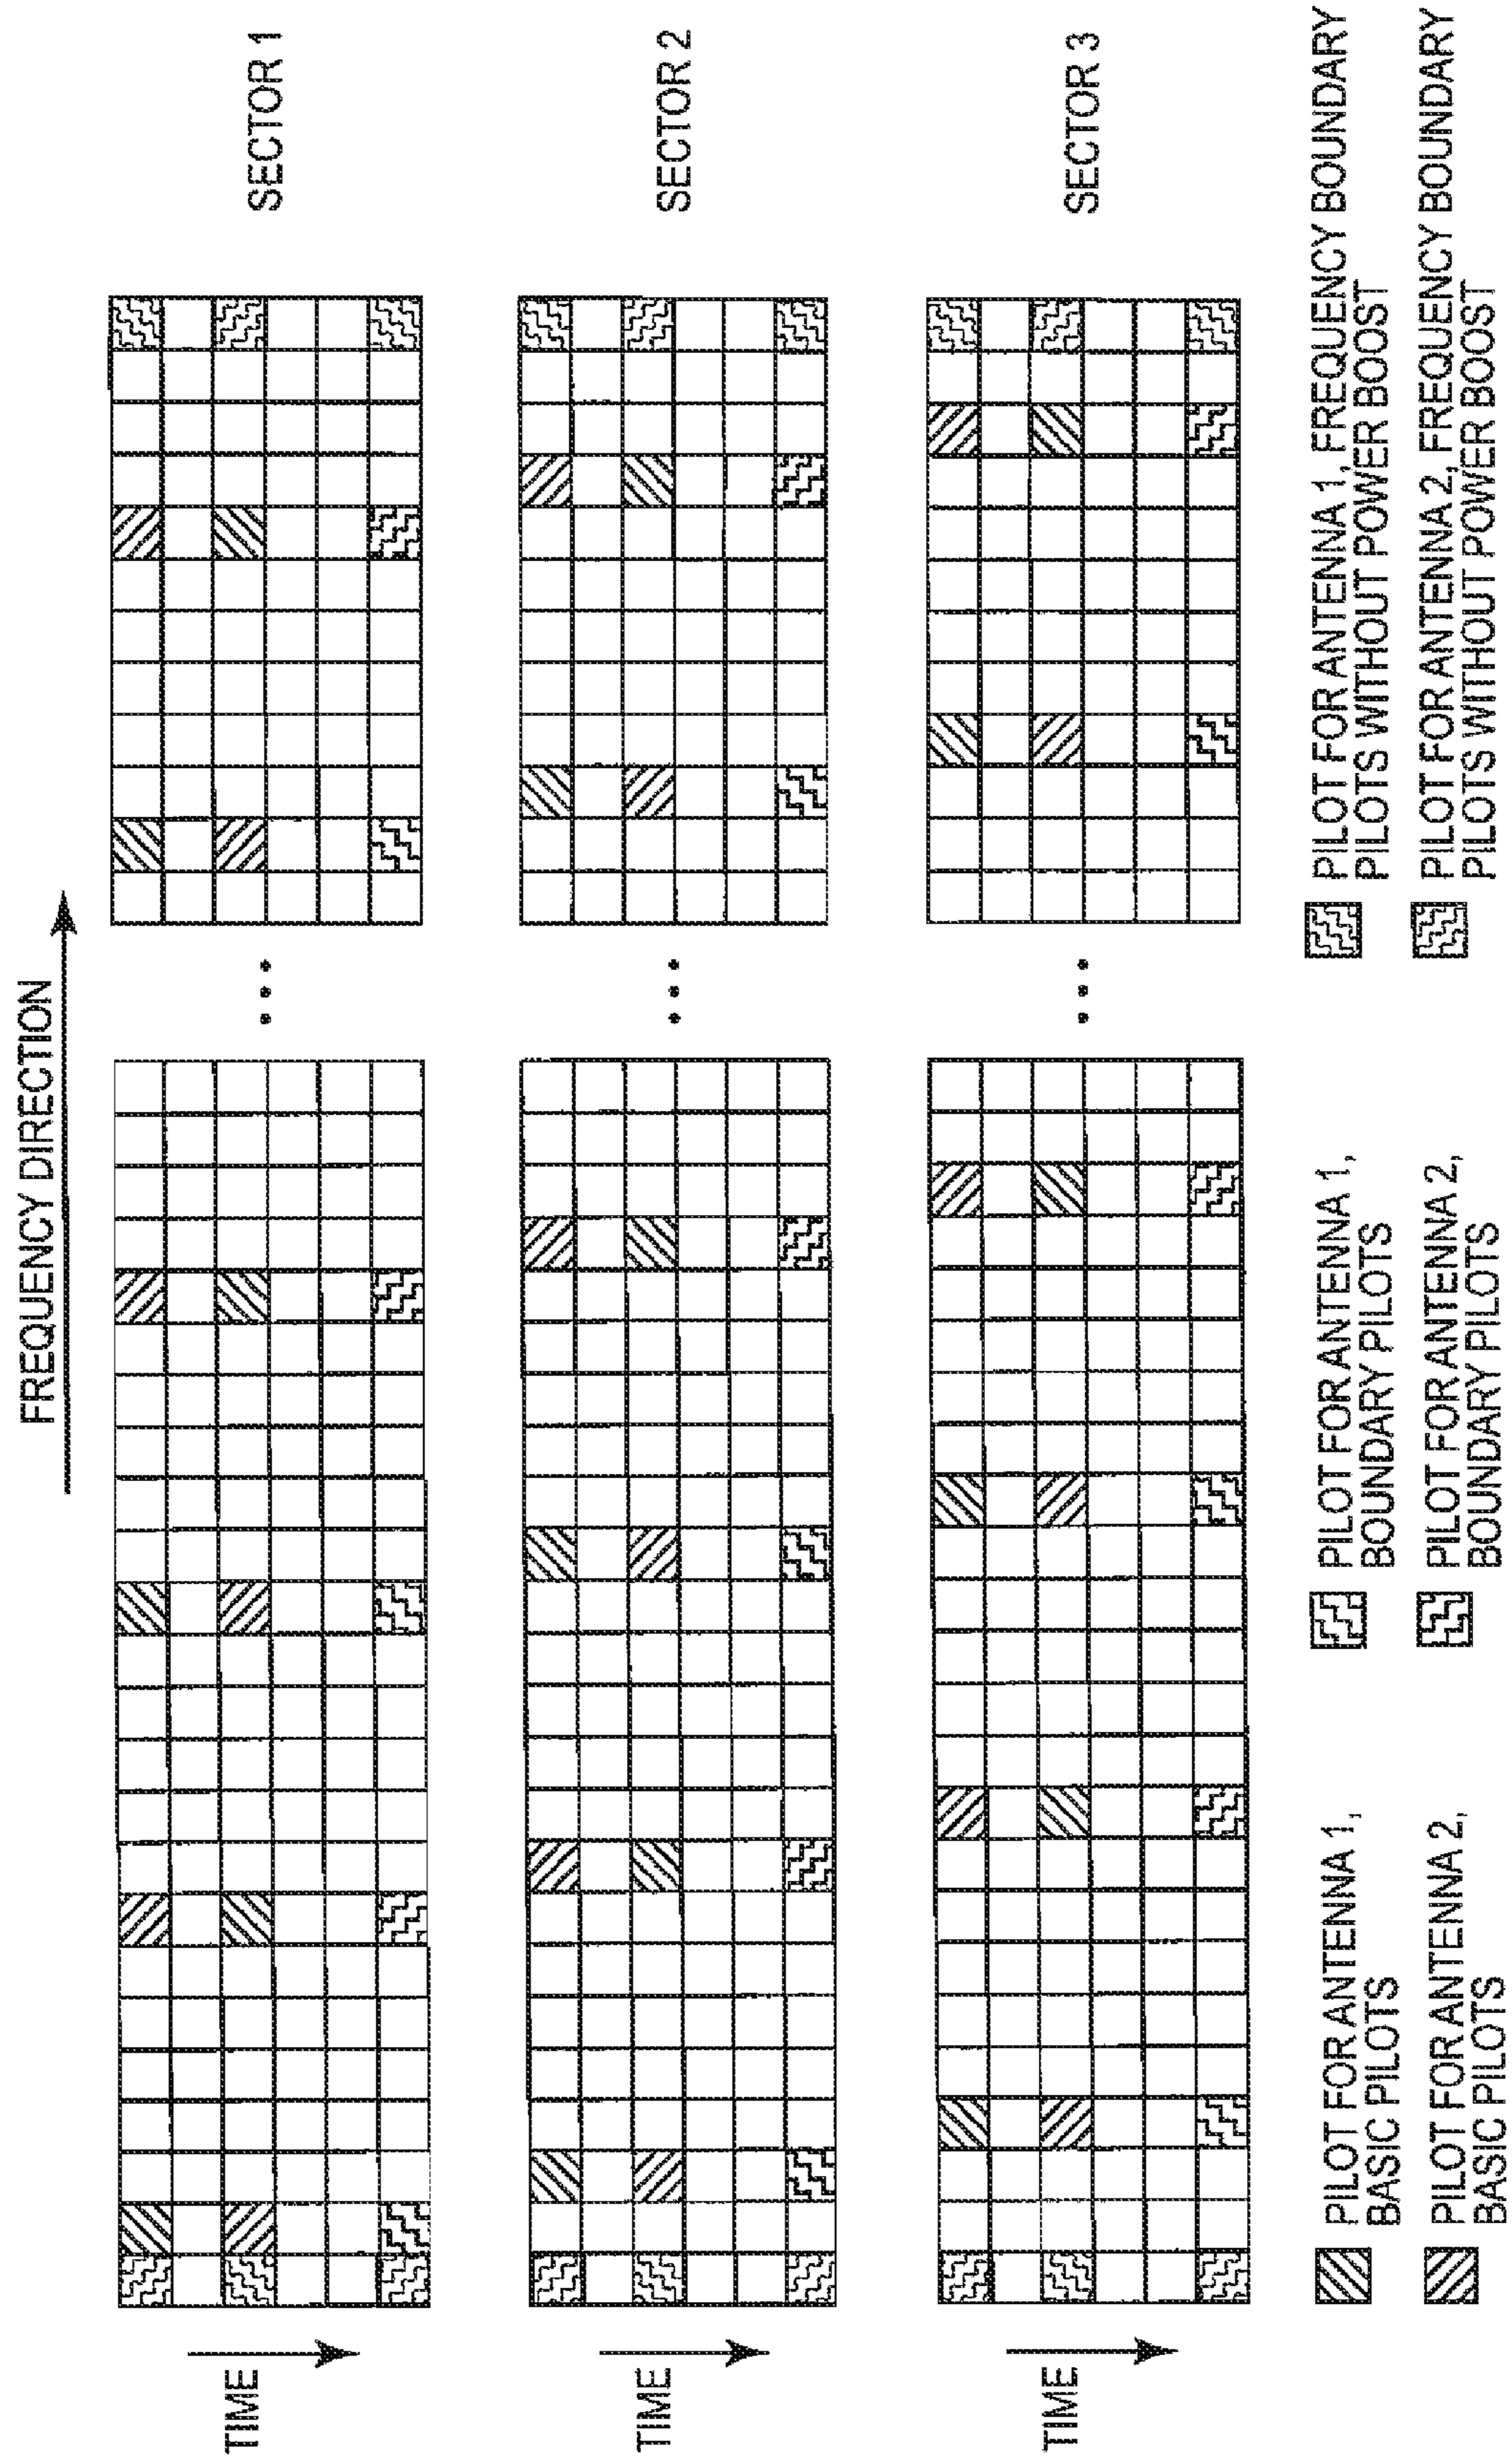 FREQUENCY DIRECTION
TIME
SECTOR 1
TIME
SECTOR 2
TIME
SECTOR 3
PILOT FOR ANTENNA 1,
BASIC PILOTS
PILOT FOR ANTENNA 2,
BASIC PILOTS
PILOT FOR ANTENNA 1,
BOUNDARY PILOTS
PILOT FOR ANTENNA 2,
BOUNDARY PILOTS
PILOT FOR ANTENNA 1, FREQUENCY BOUNDARY
PILOTS WITHOUT POWER BOOST
PILOT FOR ANTENNA 2, FREQUENCY BOUNDARY
PILOTS WITHOUT POWER BOOST